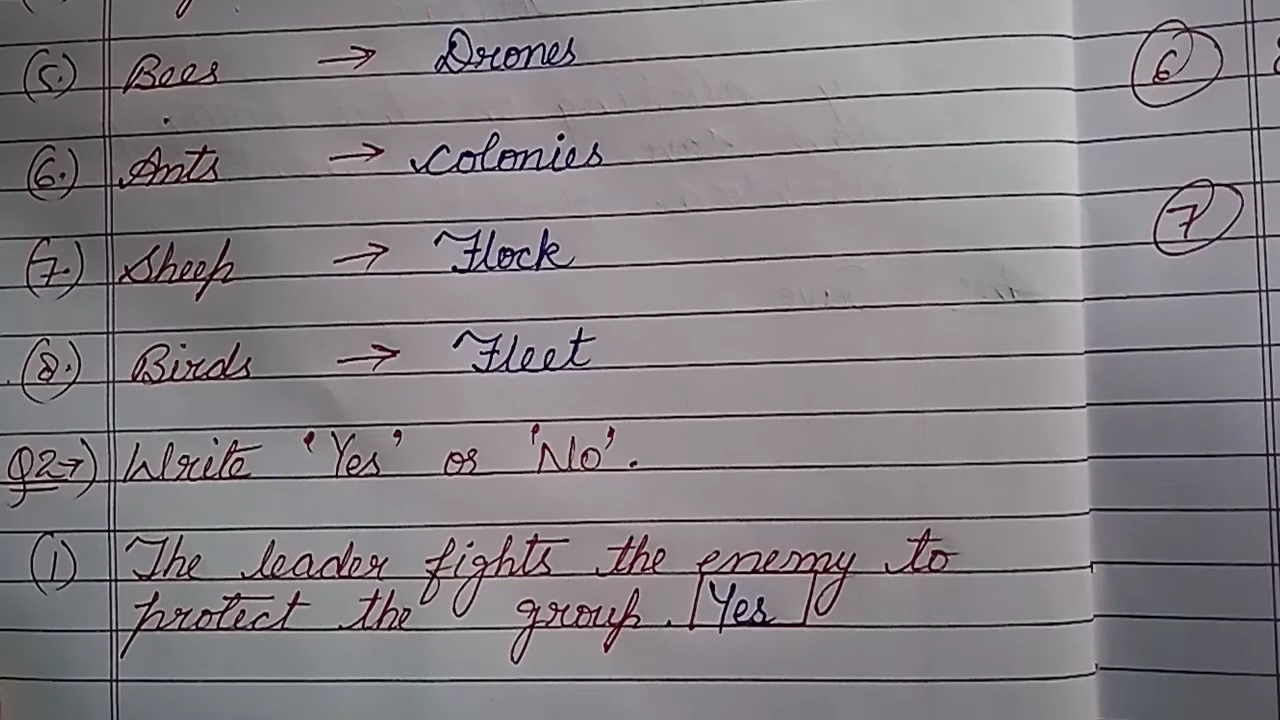 (5.) Bees → Drones
(6.) Ants → Colonies
(7.) Sheep → Flock
(8.) Birds → Fleet
Q2→) Write 'Yes' or 'No'.
(1) The leader fights the enemy to
protect the group. Yes
6
7